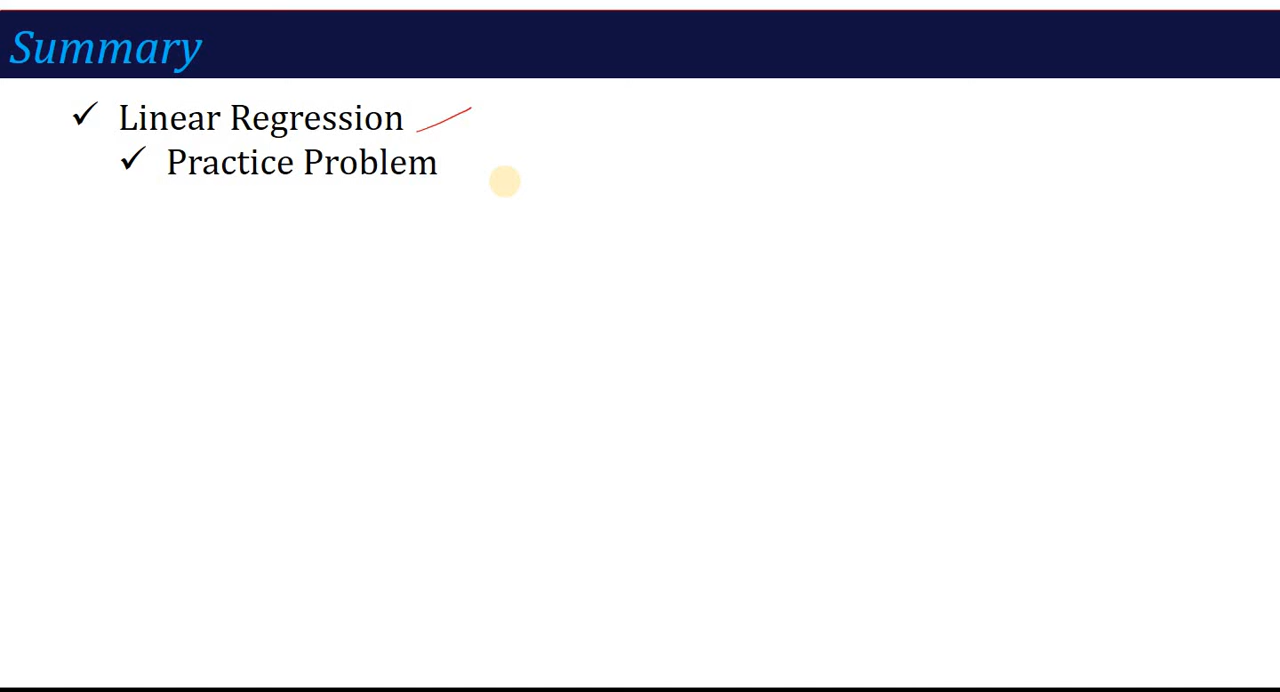 Summary
✓ Linear Regression
✓ Practice Problem